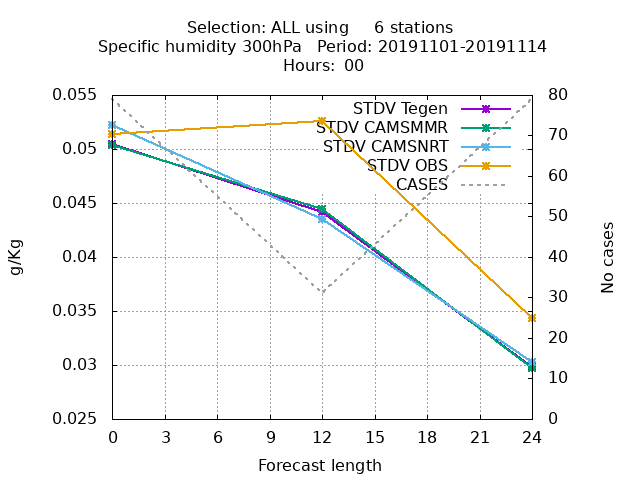 Selection: ALL using     6 stations
Specific humidity 300hPa   Period: 20191101-20191114
Hours:  00
0.055
0.05
0.045
0.04
0.035
0.03
0.025
g/Kg
STDV Tegen
STDV CAMSMMR
STDV CAMSNRT
STDV OBS
CASES
80
70
60
50
40
30
20
10
0
No cases
0 3 6 9 12 15 18 21 24
Forecast length